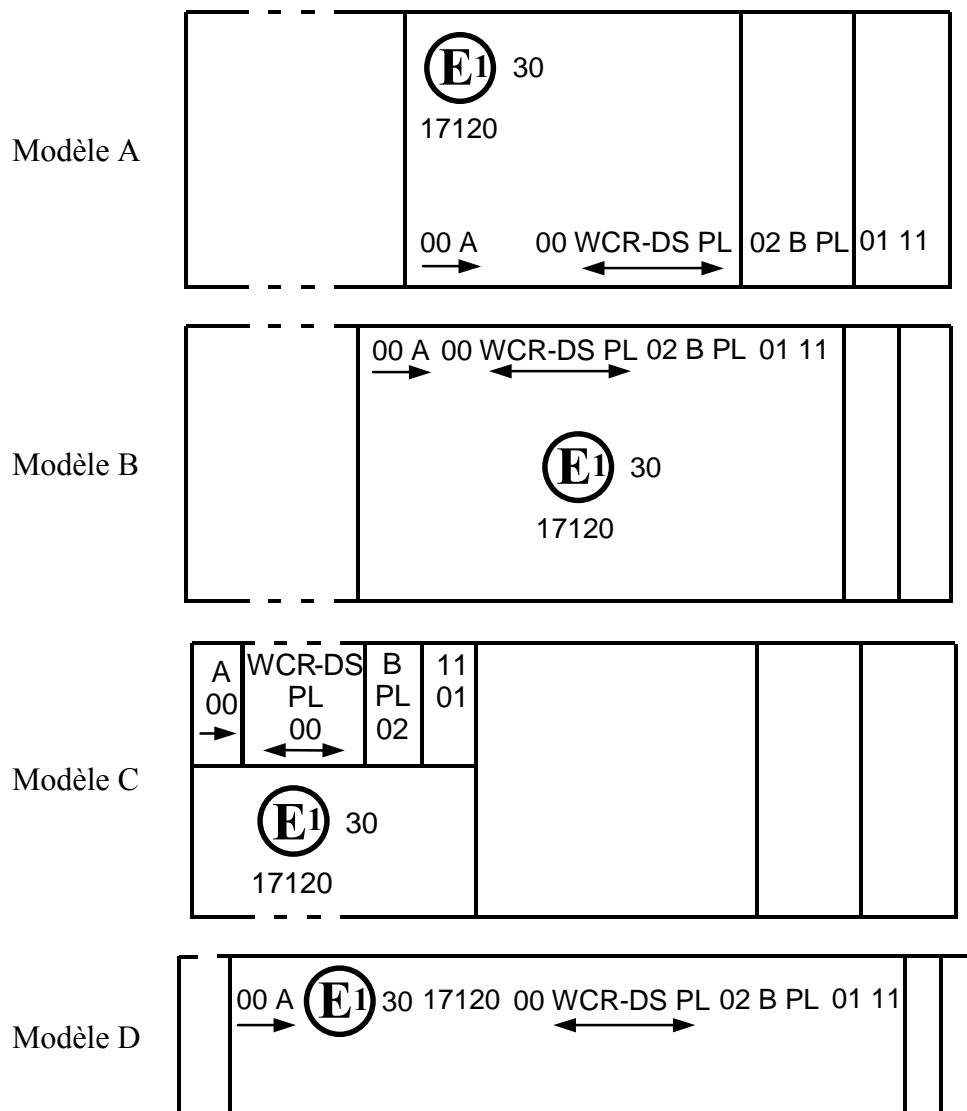 E1 30
17120
Modèle A
00 A 00 WCR-DS PL 02 B PL 01 11
00 A 00 WCR-DS PL 02 B PL 01 11
Modèle B
E1 30
17120
A
00
WCR-DS
PL
00
B
PL
02
11
01
Modèle C
E1 30
17120
00 A E1 30 17120 00 WCR-DS PL 02 B PL 01 11
Modèle D